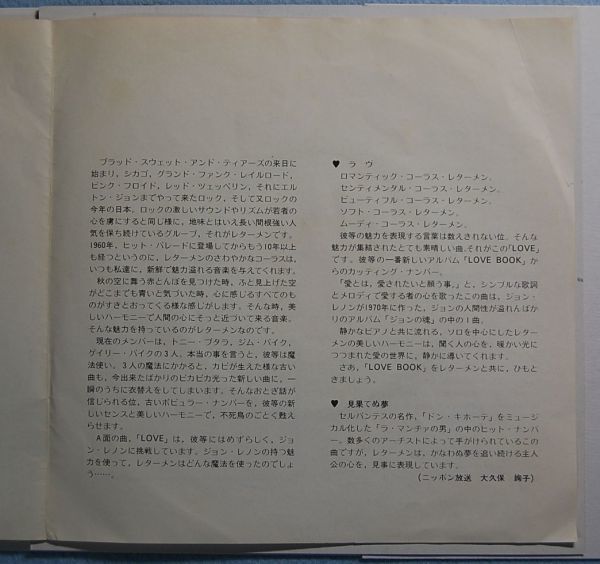 ブラッド・スウェット・アンド・ティアーズの来日に
始まり，シカゴ，グランド・ファンク・レイルロード，
ピンク・フロイド，レッド・ツェッペリン，それにエル
トン・ジョンまでやって来たロック，そして又ロックの
今年の日本。ロックの激しいサウンドやリズムが若者の
心を虜にすると同じ様に，地味とはいえ長い間根強い人
気を保ち続けているグループ，それがレターメンです。
1960年，ヒット・パレードに登場してからもう10年以上
も経つというのに，レターメンのさわやかなコーラスは，
いつも私達に，新鮮で魅力溢れる音楽を与えてくれます。
秋の空に舞う赤とんぼを見つけた時，ふと見上げた空
がどこまでも青いと気づいた時，心に感じるすべてのも
のがすきとおってくる様な感じがします。そんな時，美
しいハーモニーで人間の心にそっと近づいて来る音楽。
そんな魅力を持っているのがレターメンなのです。
現在のメンバーは，トニー・ブタラ，ジム・パイク，
ゲイリー・パイクの3人，本当の事を言うと，彼等は魔
法使い。3人の魔法にかかると，カビが生えた様な古い
曲も，今出来たばかりのピカピカ光った新しい曲に，一
瞬のうちに衣替えをしてしまいます。そんなおとぎ話が
信じられる位，古いポピュラー・ナンバーを，彼等の新
しいセンスと美しいハーモニーで，不死鳥のごとく甦え
らせます。
A面の曲，「LOVE」は，彼等にはめずらしく，ジョ
ン・レノンに挑戦しています。ジョン・レノンの持つ魅
力を使って，レターメンはどんな魔法を使ったのでしょ
う……。
♥ ラヴ
ロマンティック・コーラス・レターメン，
センティメンタル・コーラス・レターメン，
ビューティフル・コーラス・レターメン，
ソフト・コーラス・レターメン，
ムーディ・コーラス・レターメン。
彼等の魅力を表現する言葉は数えきれない位。そんな
魅力が集結されたとても素晴しい曲，それがこの「LOVE」
です。彼等の一番新しいアルバム「LOVE BOOK」か
らのカッティング・ナンバー。
「愛とは，愛されたいと願う事」と，シンプルな歌詞
とメロディで愛する者の心を歌ったこの曲は，ジョン・
レノンが1970年に作った，ジョンの人間性が溢れんばか
りのアルバム「ジョンの魂」の中の1曲。
静かなピアノと共に流れる，ソロを中心にしたレター
メンの美しいハーモニーは，聞く人の心を，暖かい光に
つつまれた愛の世界に，静かに導いてくれます。
さあ，「LOVE BOOK」をレターメンと共に，ひもと
きましょう。
♥ 見果てぬ夢
セルバンテスの名作，「ドン・キホーテ」をミュージ
カル化した「ラ・マンチャの男」の中のヒット・ナンバ
ー。数多くのアーチストによって手がけられているこの
曲ですが，レターメンは，かなわぬ夢を追い続ける主人
公の心を，見事に表現しています。
（ニッポン放送　大久保　絢子）